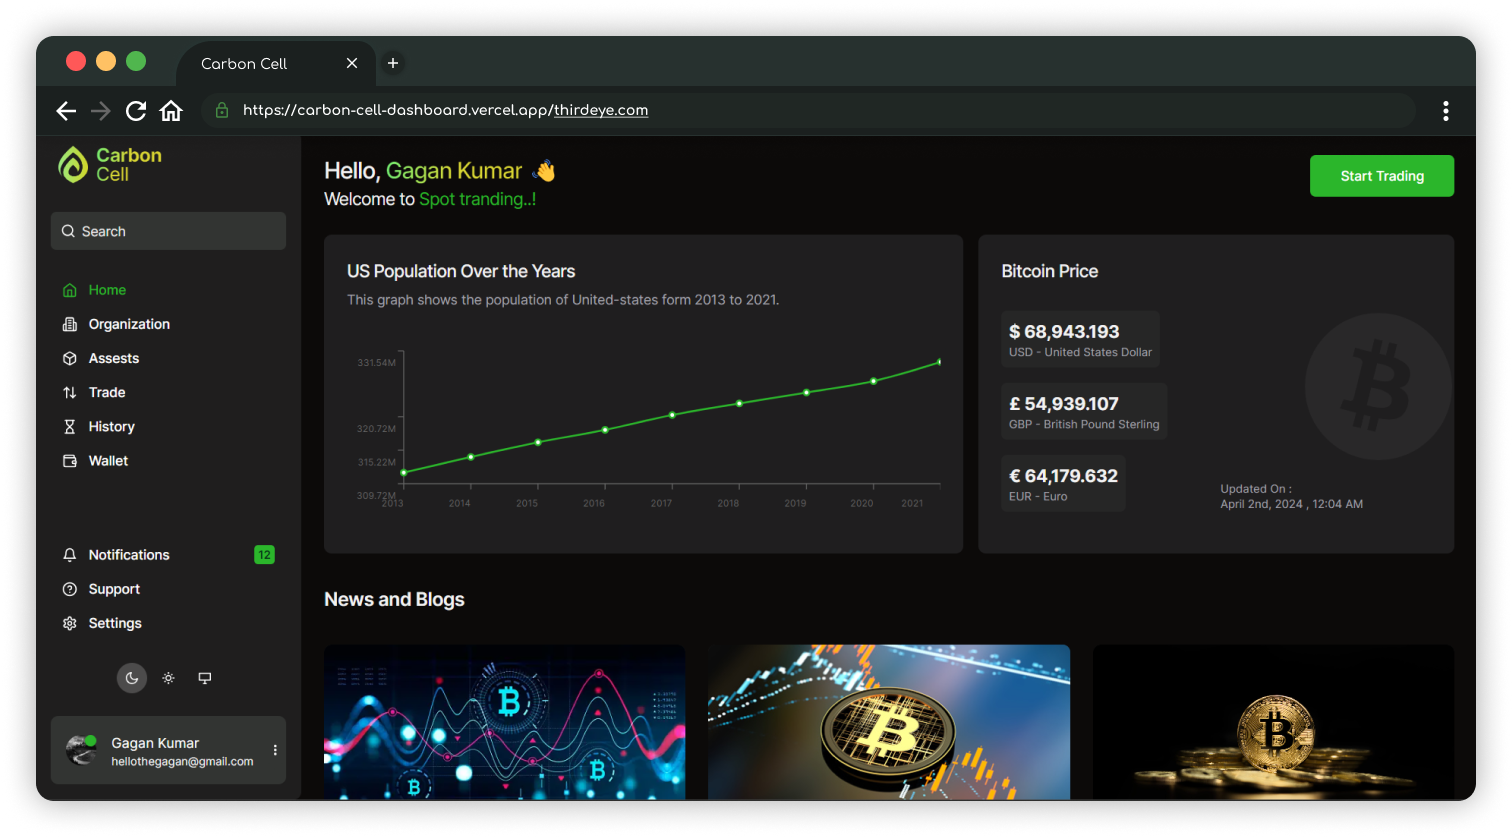 Carbon Cell
https://carbon-cell-dashboard.vercel.app/thirdeye.com
Carbon
Cell
Search
Home
Organization
Assests
Trade
History
Wallet
Notifications 12
Support
Settings
Gagan Kumar
hellothegagan@gmail.com
Hello, Gagan Kumar 👋
Welcome to Spot tranding..!
Start Trading
US Population Over the Years
This graph shows the population of United-states form 2013 to 2021.
331.54M
320.72M
315.22M
309.72M
2013 2014 2015 2016 2017 2018 2019 2020 2021
Bitcoin Price
$ 68,943.193
USD - United States Dollar
£ 54,939.107
GBP - British Pound Sterling
€ 64,179.632
EUR - Euro
Updated On :
April 2nd, 2024 , 12:04 AM
News and Blogs